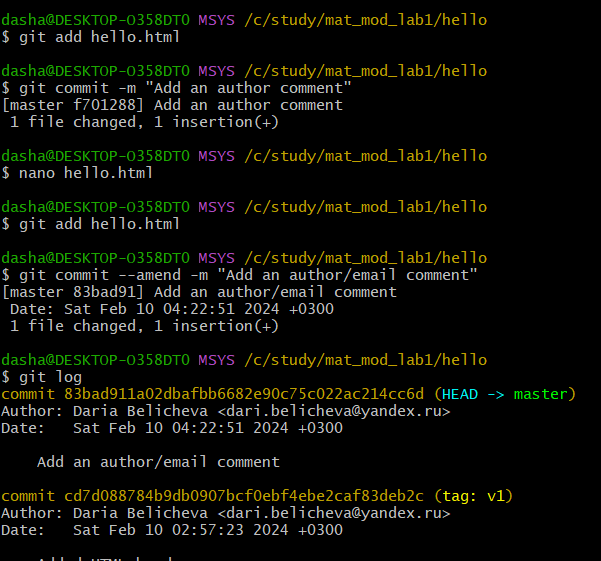 dasha@DESKTOP-O358DT0 MSYS /c/study/mat_mod_lab1/hello
$ git add hello.html
dasha@DESKTOP-O358DT0 MSYS /c/study/mat_mod_lab1/hello
$ git commit -m "Add an author comment"
[master f701288] Add an author comment
 1 file changed, 1 insertion(+)
dasha@DESKTOP-O358DT0 MSYS /c/study/mat_mod_lab1/hello
$ nano hello.html
dasha@DESKTOP-O358DT0 MSYS /c/study/mat_mod_lab1/hello
$ git add hello.html
dasha@DESKTOP-O358DT0 MSYS /c/study/mat_mod_lab1/hello
$ git commit --amend -m "Add an author/email comment"
[master 83bad91] Add an author/email comment
 Date: Sat Feb 10 04:22:51 2024 +0300
 1 file changed, 1 insertion(+)
dasha@DESKTOP-O358DT0 MSYS /c/study/mat_mod_lab1/hello
$ git log
commit 83bad911a02dbafbb6682e90c75c022ac214cc6d (HEAD -> master)
Author: Daria Belicheva <dari.belicheva@yandex.ru>
Date:   Sat Feb 10 04:22:51 2024 +0300
    Add an author/email comment
commit cd7d088784b9db0907bcf0ebf4ebe2caf83deb2c (tag: v1)
Author: Daria Belicheva <dari.belicheva@yandex.ru>
Date:   Sat Feb 10 02:57:23 2024 +0300